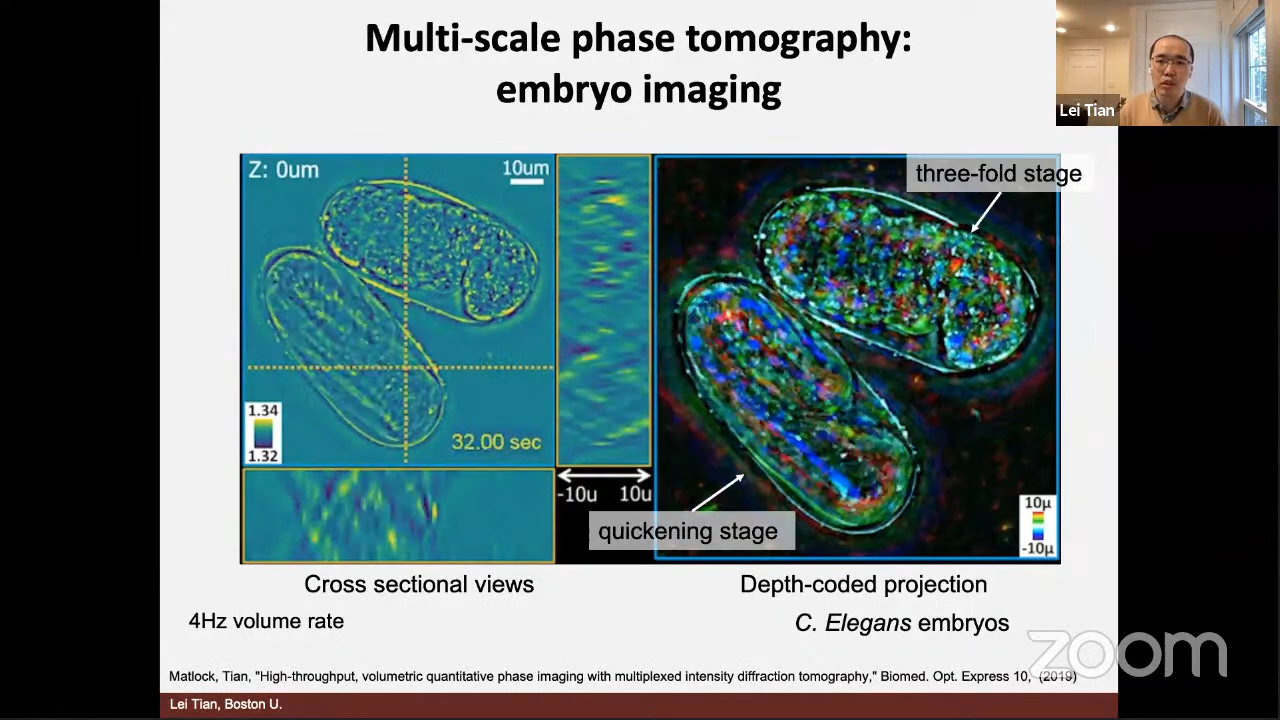 Multi-scale phase tomography:
embryo imaging
Lei Tian
Z: 0um
10um
three-fold stage
1.34
1.32
32.00 sec
-10u 10u
quickening stage
10µ
-10µ
Cross sectional views
Depth-coded projection
4Hz volume rate
C. Elegans embryos
zoom
Matlock, Tian, "High-throughput, volumetric quantitative phase imaging with multiplexed intensity diffraction tomography," Biomed. Opt. Express 10, (2019)
Lei Tian, Boston U.